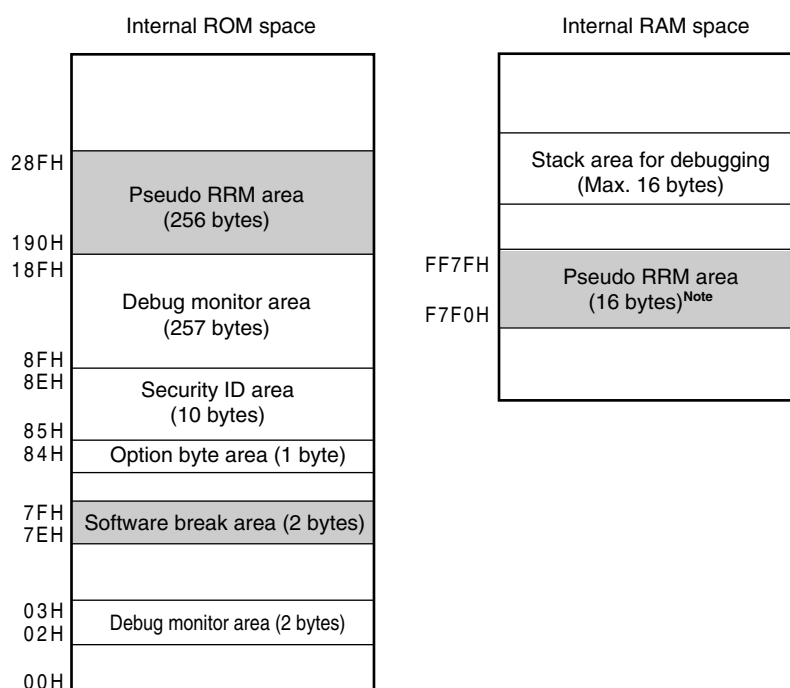 Internal ROM space
28FH
Pseudo RRM area
(256 bytes)
190H
18FH
Debug monitor area
(257 bytes)
8FH
8EH
Security ID area
(10 bytes)
85H
84H
Option byte area (1 byte)
7FH
Software break area (2 bytes)
7EH
03H
Debug monitor area (2 bytes)
02H
00H
Internal RAM space
Stack area for debugging
(Max. 16 bytes)
FF7FH
Pseudo RRM area
(16 bytes)Note
F7F0H